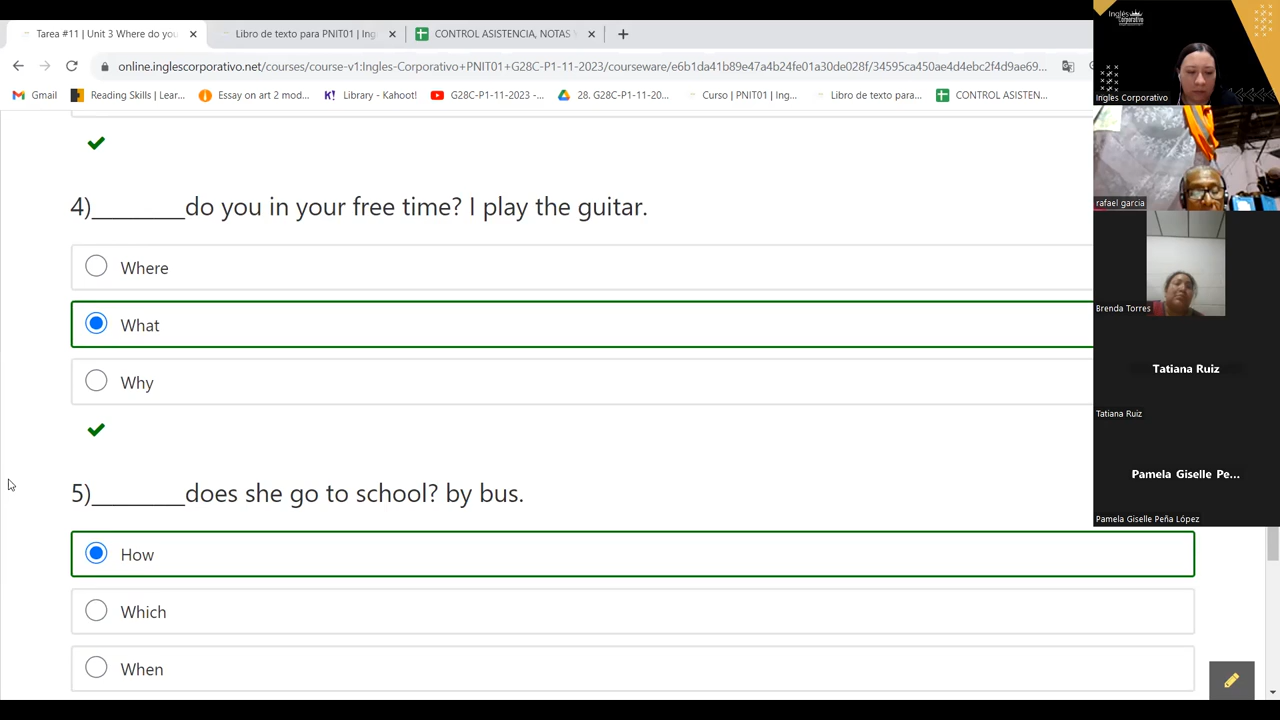 Tarea #11 | Unit 3 Where do you
Libro de texto para PNIT01 | Ing
CONTROL ASISTENCIA, NOTAS
online.inglescorporativo.net/courses/course-v1:Ingles-Corporativo+PNIT01+G28C-P1-11-2023/courseware/e6b1da41b89e47a4b24fe01a30de028f/34595ca450ae4d4ebc2f4d9ae69...
Gmail
Reading Skills | Lear...
Essay on art 2 mod...
Library - Ka
G28C-P1-11-2023 -...
28. G28C-P1-11-20...
Curso | PNIT01 | Ing...
Libro de texto para...
CONTROL ASISTEN...
4)________do you in your free time? I play the guitar.
Where
What
Why
5)________does she go to school? by bus.
How
Which
When
Inglés
Corporativo
Ingles Corporativo
rafael garcia
Brenda Torres
Tatiana Ruiz
Tatiana Ruiz
Pamela Giselle Pe...
Pamela Giselle Peña López